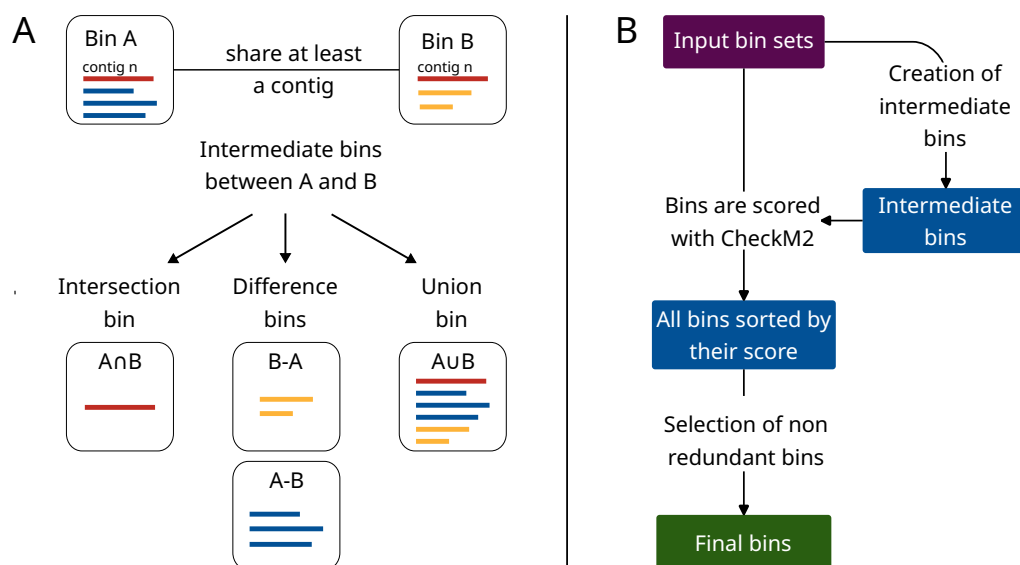 A
Bin A
contig n
share at least
a contig
Bin B
contig n
Intermediate bins
between A and B
Intersection
bin
Difference
bins
Union
bin
A∩B
B-A
A∪B
A-B
B
Input bin sets
Creation of
intermediate
bins
Bins are scored
with CheckM2
Intermediate
bins
All bins sorted by
their score
Selection of non
redundant bins
Final bins